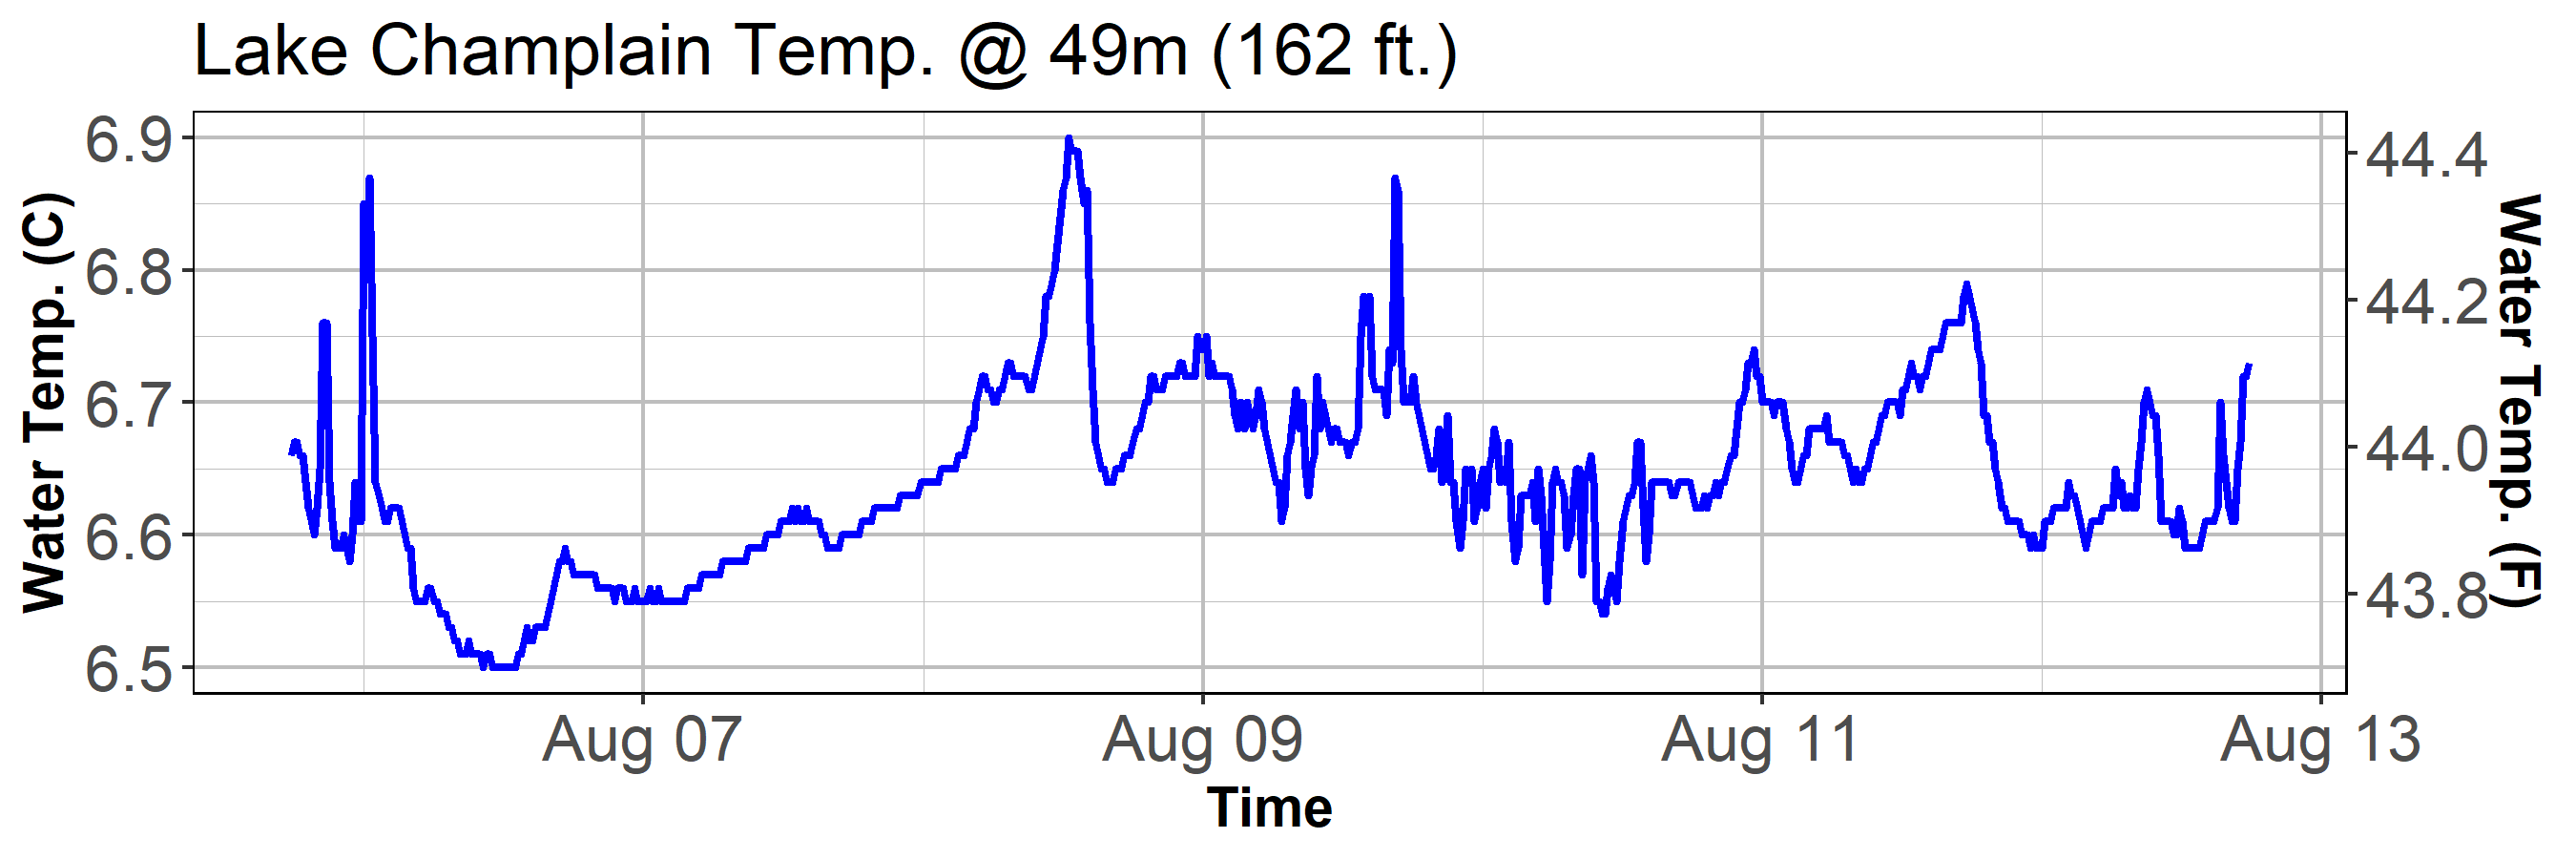 Lake Champlain Temp. @ 49m (162 ft.)
Water Temp. (C)
6.9
6.8
6.7
6.6
6.5
44.4
44.2
44.0
43.8
Water Temp. (F)
Aug 07 Aug 09 Aug 11 Aug 13
Time